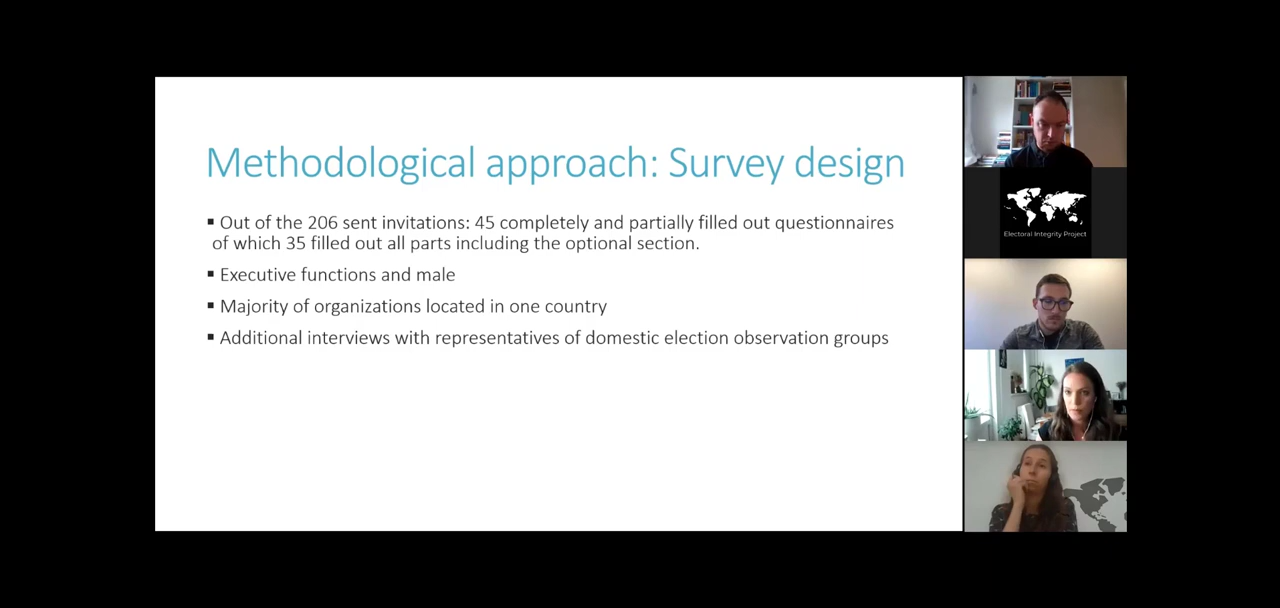 Methodological approach: Survey design
▪ Out of the 206 sent invitations: 45 completely and partially filled out questionnaires
of which 35 filled out all parts including the optional section.
▪ Executive functions and male
▪ Majority of organizations located in one country
▪ Additional interviews with representatives of domestic election observation groups
Electoral Integrity Project